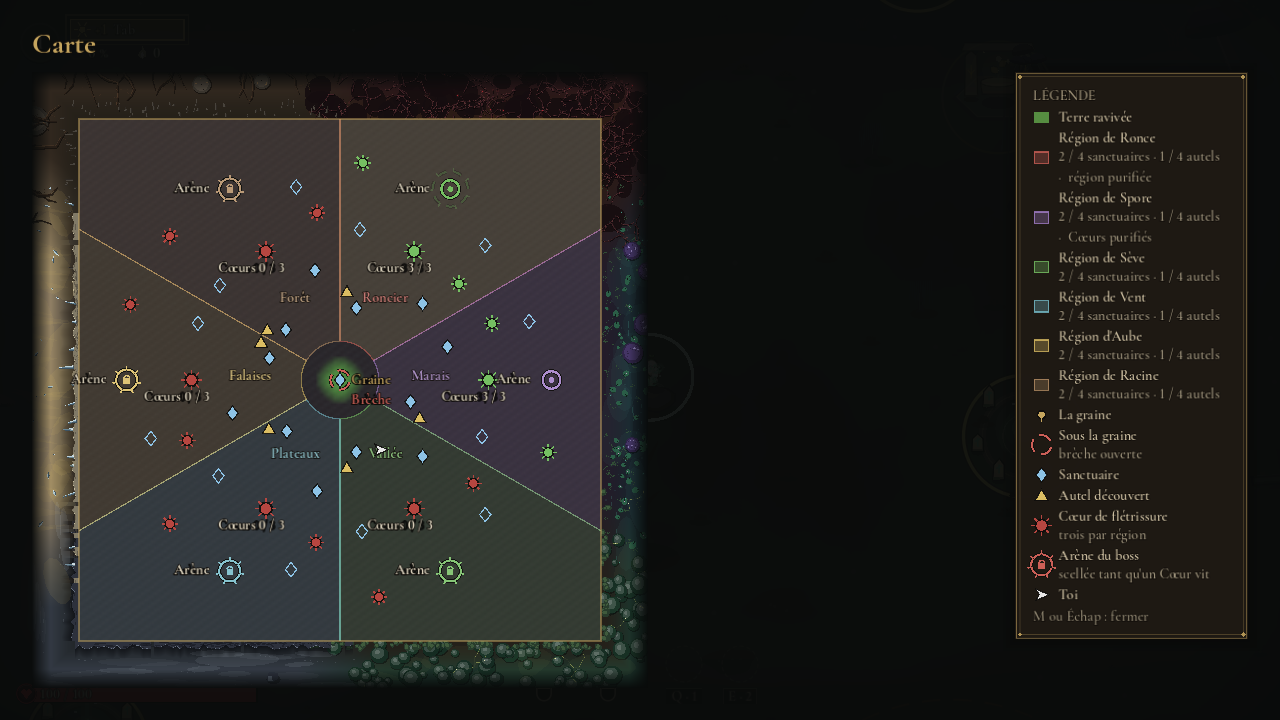 Carte
Arène
Arène
Cœurs 0 / 3
Cœurs 3 / 3
Forêt
Roncier
Falaises
Graine
Marais
Arène
Arène
Cœurs 0 / 3
Brèche
Cœurs 3 / 3
Plateaux
Vallée
Cœurs 0 / 3
Cœurs 0 / 3
Arène
Arène
LÉGENDE
Terre ravivée
Région de Ronce
2 / 4 sanctuaires · 1 / 4 autels
· région purifiée
Région de Spore
2 / 4 sanctuaires · 1 / 4 autels
· Cœurs purifiés
Région de Sève
2 / 4 sanctuaires · 1 / 4 autels
Région de Vent
2 / 4 sanctuaires · 1 / 4 autels
Région d'Aube
2 / 4 sanctuaires · 1 / 4 autels
Région de Racine
2 / 4 sanctuaires · 1 / 4 autels
La graine
Sous la graine
brèche ouverte
Sanctuaire
Autel découvert
Cœur de flétrissure
trois par région
Arène du boss
scellée tant qu'un Cœur vit
Toi
M ou Échap : fermer